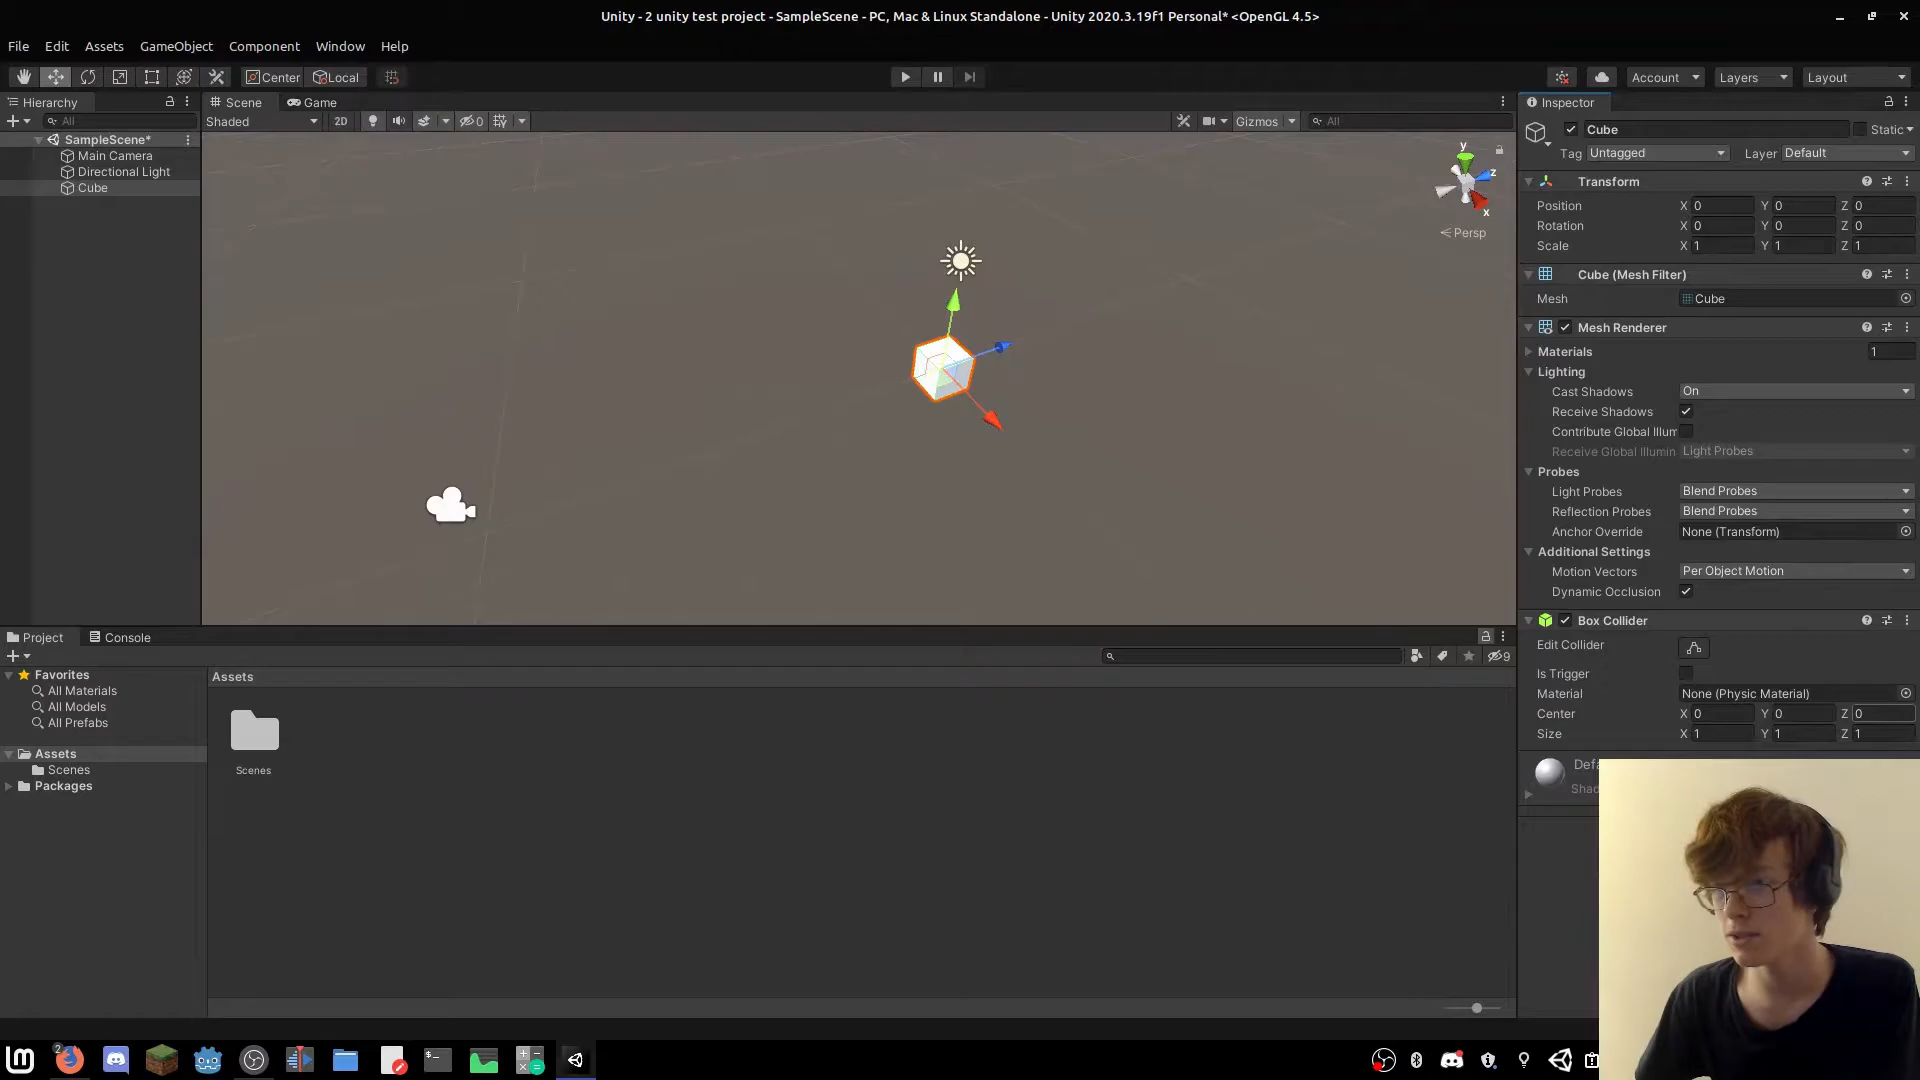 Unity - 2 unity test project - SampleScene - PC, Mac & Linux Standalone - Unity 2020.3.19f1 Personal* <OpenGL 4.5>
File Edit Assets GameObject Component Window Help
Center Local Account Layers Layout
Hierarchy Scene Game Inspector
All Shaded 2D 0 Gizmos All
SampleScene*
Main Camera
Directional Light
Cube
y
z
x
Persp
Cube Static
Tag Untagged Layer Default
Transform
Position X 0 Y 0 Z 0
Rotation X 0 Y 0 Z 0
Scale X 1 Y 1 Z 1
Cube (Mesh Filter)
Mesh Cube
Mesh Renderer
Materials 1
Lighting
Cast Shadows On
Receive Shadows
Contribute Global Illum
Receive Global Illumin Light Probes
Probes
Light Probes Blend Probes
Reflection Probes Blend Probes
Anchor Override None (Transform)
Additional Settings
Motion Vectors Per Object Motion
Dynamic Occlusion
Box Collider
Edit Collider
Is Trigger
Material None (Physic Material)
Center X 0 Y 0 Z 0
Size X 1 Y 1 Z 1
Defa
Shad
Project Console
9
Favorites
All Materials
All Models
All Prefabs
Assets
Scenes
Packages
Assets
Scenes
2